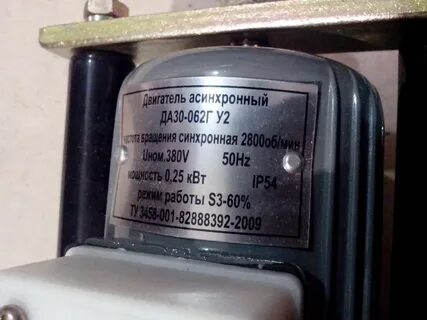 Двигатель асинхронный
ДА30-062Г У2
частота вращения синхронная 2800об/мин
Uном.380V 50Hz
мощность 0,25 кВт IP54
режим работы S3-60%
ТУ 3458-001-82888392-2009